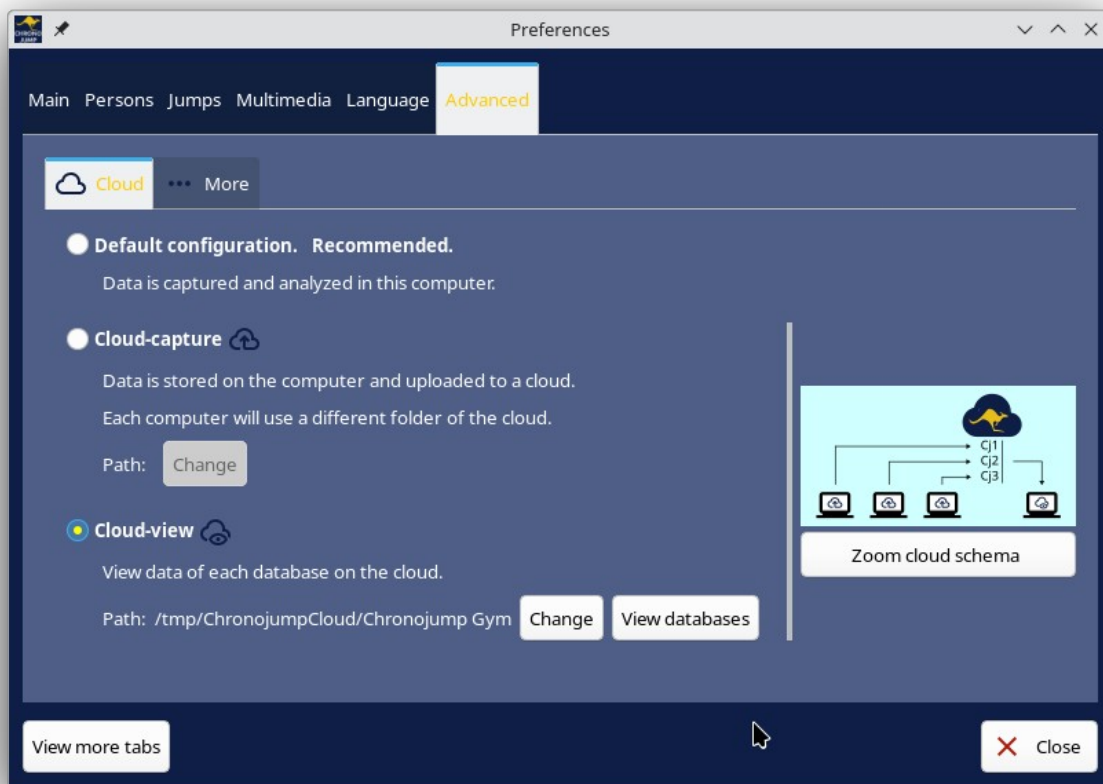 CHRONO
JUMP
Preferences
Main Persons Jumps Multimedia Language Advanced
Cloud ••• More
Default configuration. Recommended.
Data is captured and analyzed in this computer.
Cloud-capture
Data is stored on the computer and uploaded to a cloud.
Each computer will use a different folder of the cloud.
Path: Change
Cj1
Cj2
Cj3
Cloud-view
Zoom cloud schema
View data of each database on the cloud.
Path: /tmp/ChronojumpCloud/Chronojump Gym Change View databases
View more tabs
Close